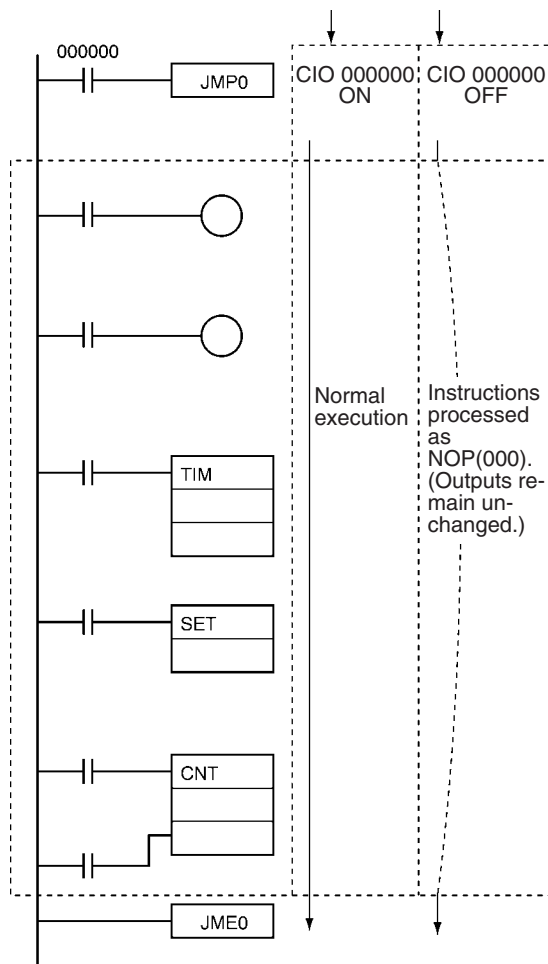 000000
JMP0
CIO 000000
ON
CIO 000000
OFF
Normal
execution
Instructions
processed
as
NOP(000).
(Outputs re-
main un-
changed.)
TIM
SET
CNT
JME0